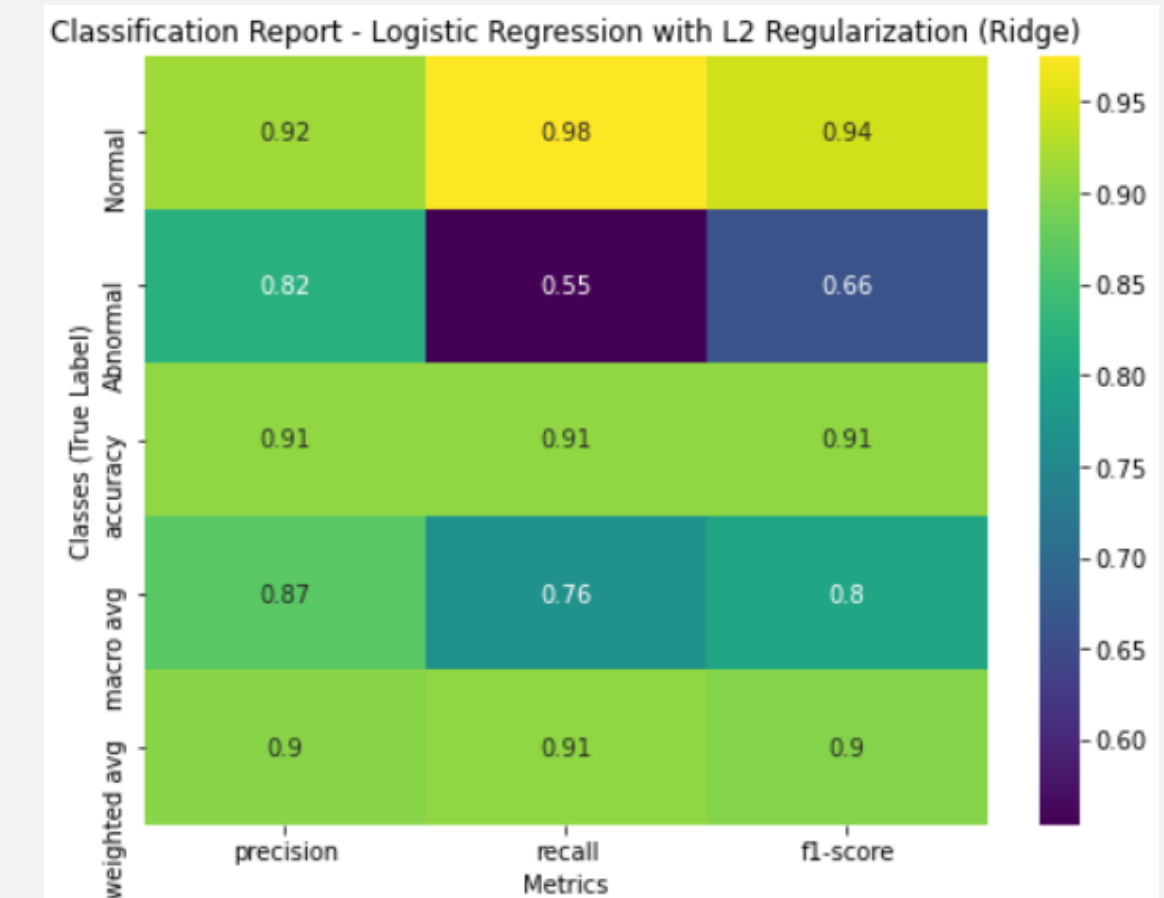 Classification Report - Logistic Regression with L2 Regularization (Ridge)
Classes (True Label)
Normal 0.92 0.98 0.94
Abnormal 0.82 0.55 0.66
accuracy 0.91 0.91 0.91
macro avg 0.87 0.76 0.8
weighted avg 0.9 0.91 0.9
precision recall f1-score
Metrics
0.95
0.90
0.85
0.80
0.75
0.70
0.65
0.60